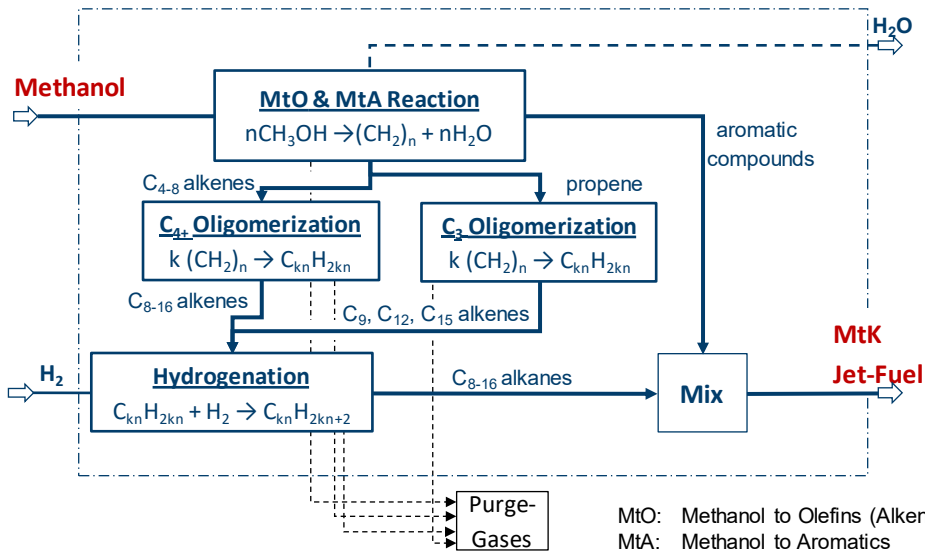 H₂O
Methanol
MtO & MtA Reaction
nCH₃OH →(CH₂)ₙ + nH₂O
aromatic
compounds
C₄₋₈ alkenes
propene
C₄₊ Oligomerization
k (CH₂)ₙ → CₖₙH₂ₖₙ
C₃ Oligomerization
k (CH₂)ₙ → CₖₙH₂ₖₙ
C₈₋₁₆ alkenes
C₉, C₁₂, C₁₅ alkenes
H₂
Hydrogenation
CₖₙH₂ₖₙ + H₂ → CₖₙH₂ₖₙ₊₂
C₈₋₁₆ alkanes
Mix
MtK
Jet-Fuel
Purge-
Gases
MtO: Methanol to Olefins (Alken
MtA: Methanol to Aromatics